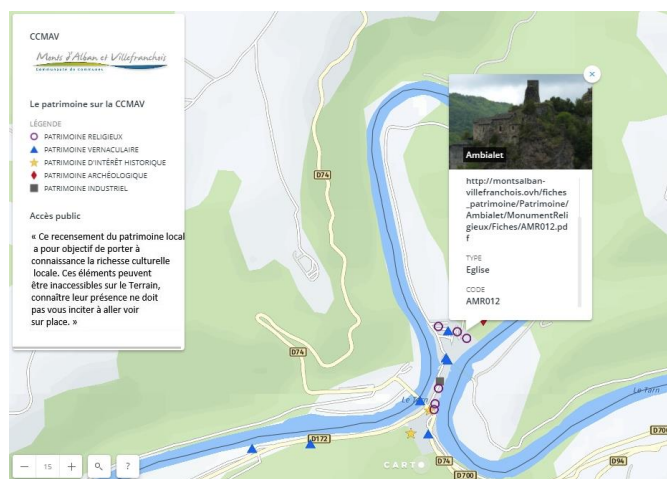 CCMAV
Monts d'Alban et Villefranchois
Communauté de communes
Le patrimoine sur la CCMAV
LÉGENDE
PATRIMOINE RELIGIEUX
PATRIMOINE VERNACULAIRE
PATRIMOINE D'INTÉRÊT HISTORIQUE
PATRIMOINE ARCHÉOLOGIQUE
PATRIMOINE INDUSTRIEL
Accès public
« Ce recensement du patrimoine local
a pour objectif de porter à
connaissance la richesse culturelle
locale. Ces éléments peuvent
être inaccessibles sur le Terrain,
connaître leur présence ne doit
pas vous inciter à aller voir
sur place. »
×
Ambialet
http://montsalban-
villefranchois.ovh/fiches
_patrimoine/Patrimoine/
Ambialet/MonumentReli
gieux/Fiches/AMR012.pd
f
TYPE
Eglise
CODE
AMR012
D74
D74
Le Tarn
Le Tarn
D172
D700
D74
D700
D94
CARTO
− 15 + ?